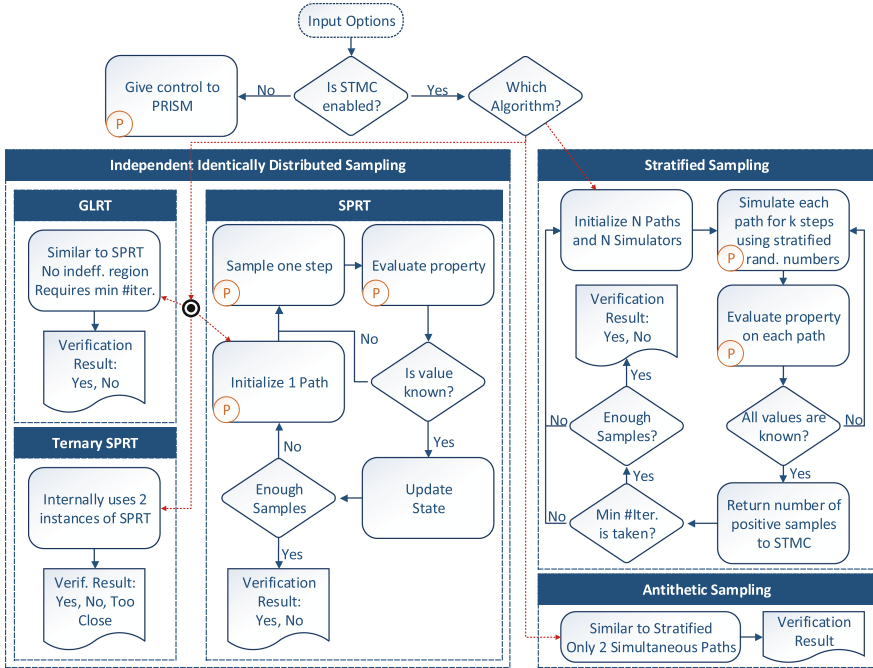 Input Options
Is STMC
enabled?
No
Yes
Give control to
PRISM
P
Which
Algorithm?
Independent Identically Distributed Sampling
GLRT
Similar to SPRT
No indeff. region
Requires min #iter.
Verification
Result:
Yes, No
Ternary SPRT
Internally uses 2
instances of SPRT
Verif. Result:
Yes, No, Too
Close
SPRT
Sample one step
P
Evaluate property
P
No
Initialize 1 Path
P
Is value
known?
No
Yes
Enough
Samples
Update
State
Yes
Verification
Result:
Yes, No
Stratified Sampling
Initialize N Paths
and N Simulators
Simulate each
path for k steps
using stratified
rand. numbers
P
Verification
Result:
Yes, No
Evaluate property
on each path
P
Yes
No
Enough
Samples?
All values are
known?
No
Yes
Yes
No
Min #Iter.
is taken?
Return number of
positive samples
to STMC
Antithetic Sampling
Similar to Stratified
Only 2 Simultaneous Paths
Verification
Result